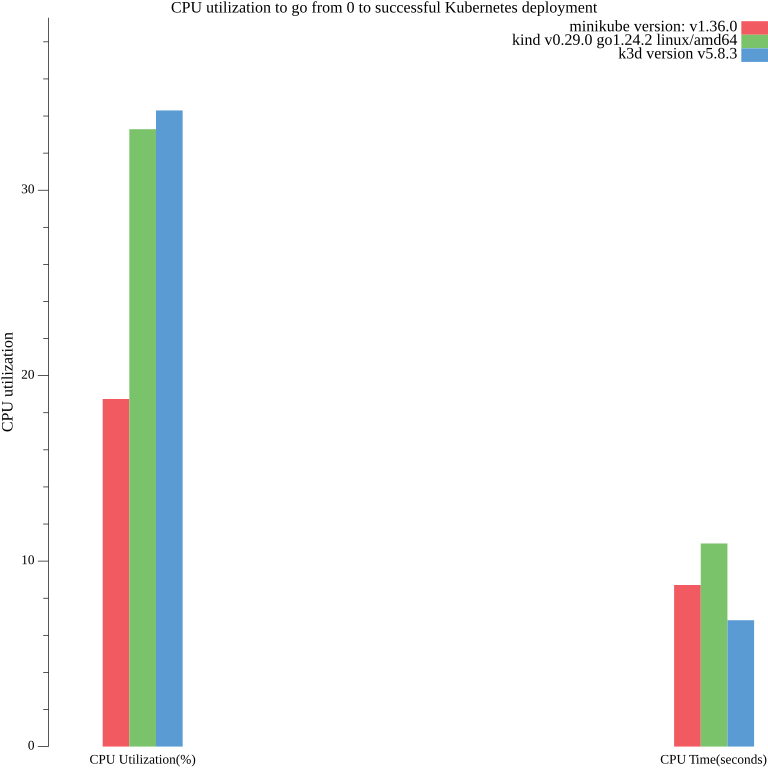 CPU utilization to go from 0 to successful Kubernetes deployment
minikube version: v1.36.0
kind v0.29.0 go1.24.2 linux/amd64
k3d version v5.8.3
30
20
10
0
CPU utilization
CPU Utilization(%)
CPU Time(seconds)